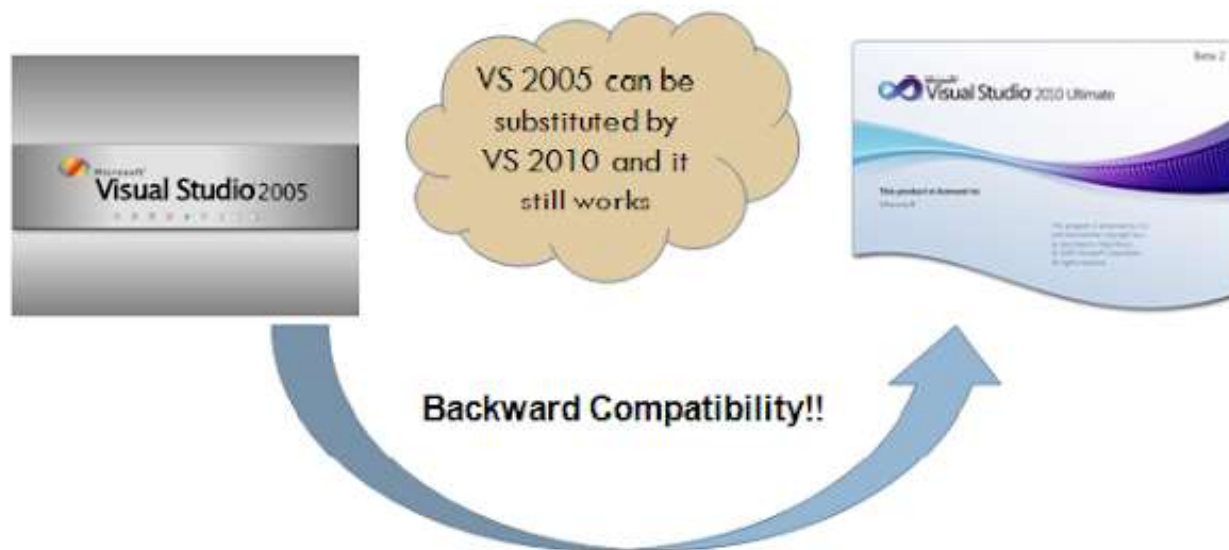 Microsoft
Visual Studio 2005
VS 2005 can be
substituted by
VS 2010 and it
still works
Beta 2
Microsoft
Visual Studio 2010 Ultimate
This product is licensed to:
Backward Compatibility!!